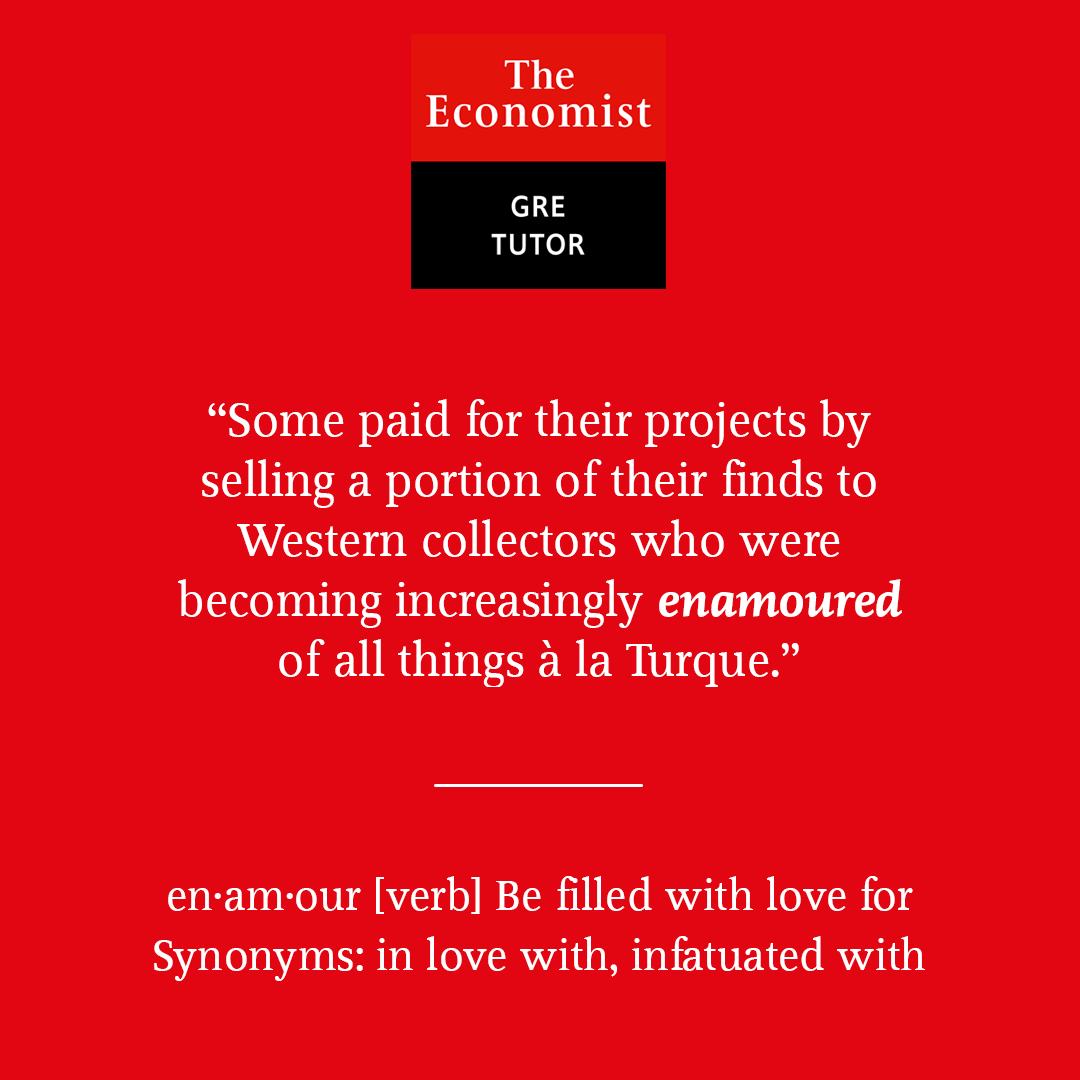 The
Economist
GRE
TUTOR
“Some paid for their projects by
selling a portion of their finds to
Western collectors who were
becoming increasingly enamoured
of all things à la Turque.”
en·am·our [verb] Be filled with love for
Synonyms: in love with, infatuated with